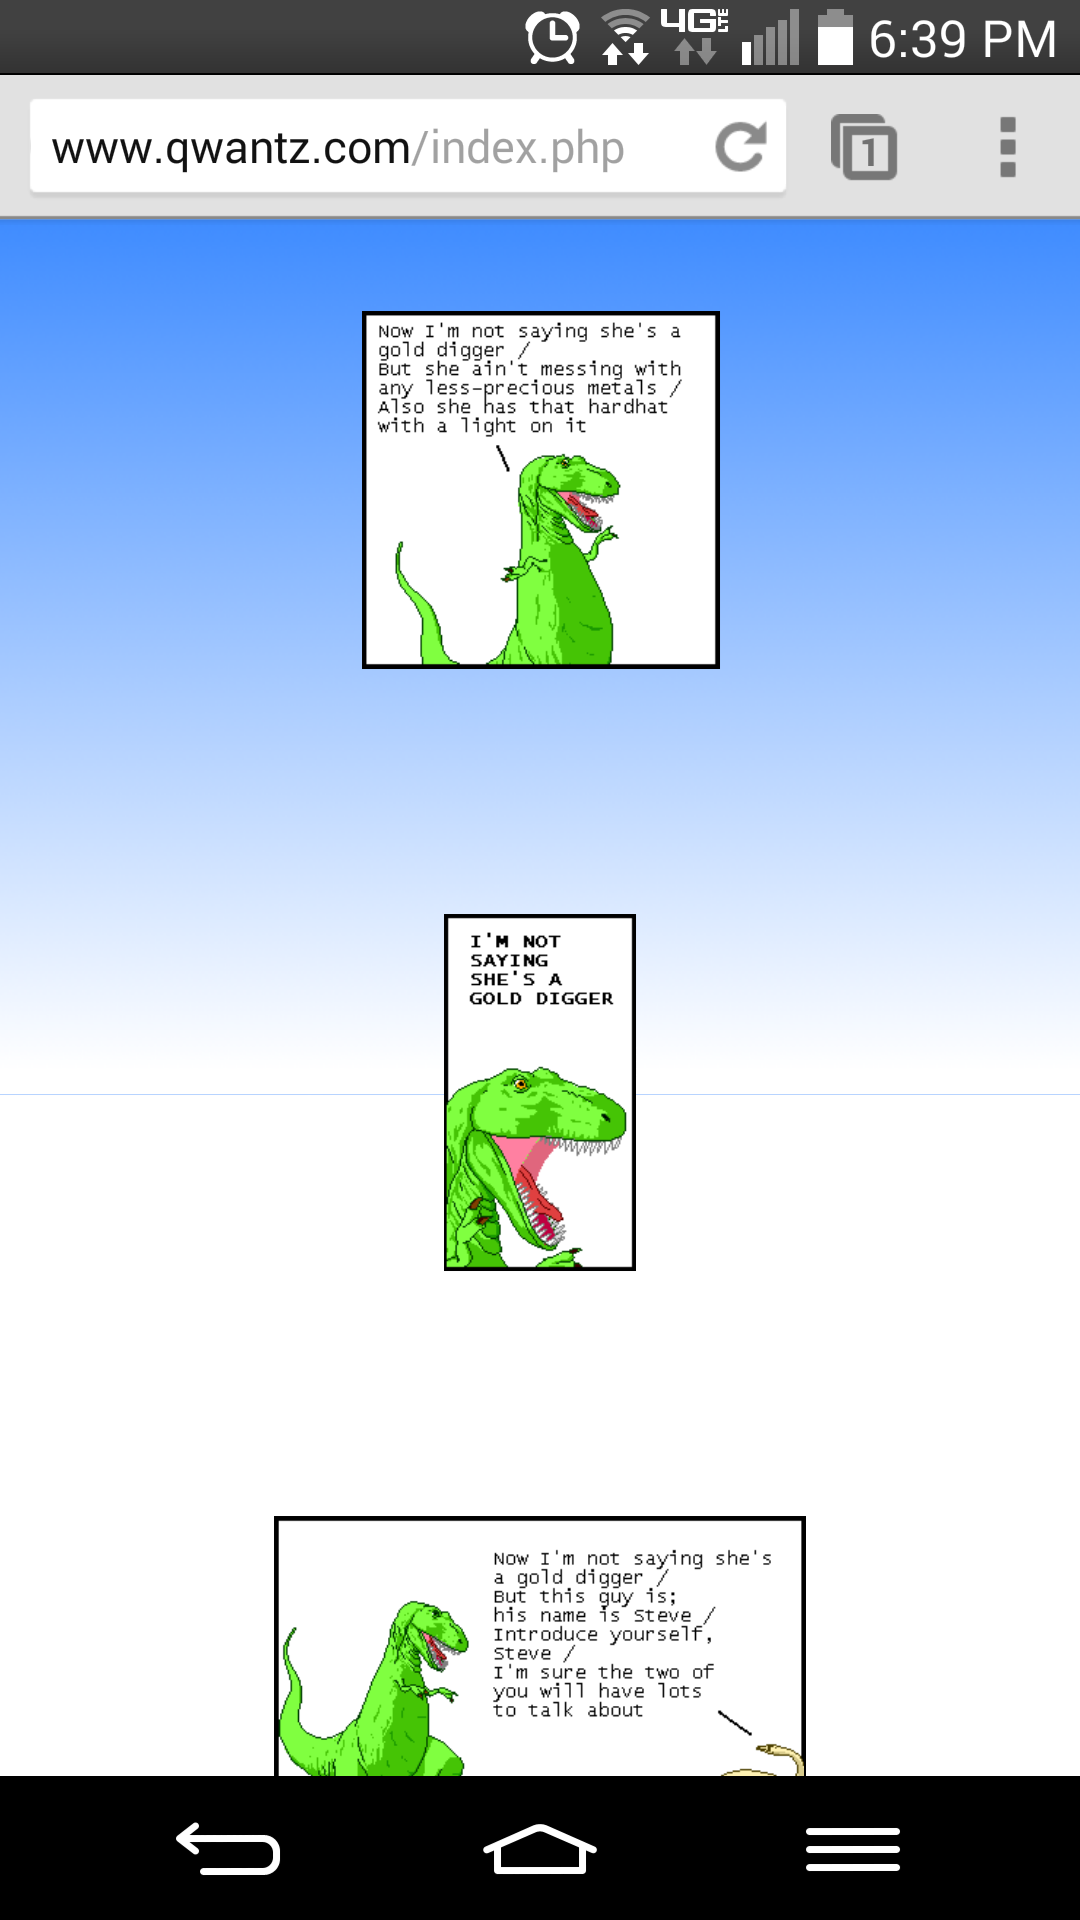 4G LTE
6:39 PM
www.qwantz.com/index.php
1
Now I'm not saying she's a
gold digger /
But she ain't messing with
any less-precious metals /
Also she has that hardhat
with a light on it
I'M NOT
SAYING
SHE'S A
GOLD DIGGER
Now I'm not saying she's
a gold digger /
But this guy is;
his name is Steve /
Introduce yourself,
Steve /
I'm sure the two of
you will have lots
to talk about